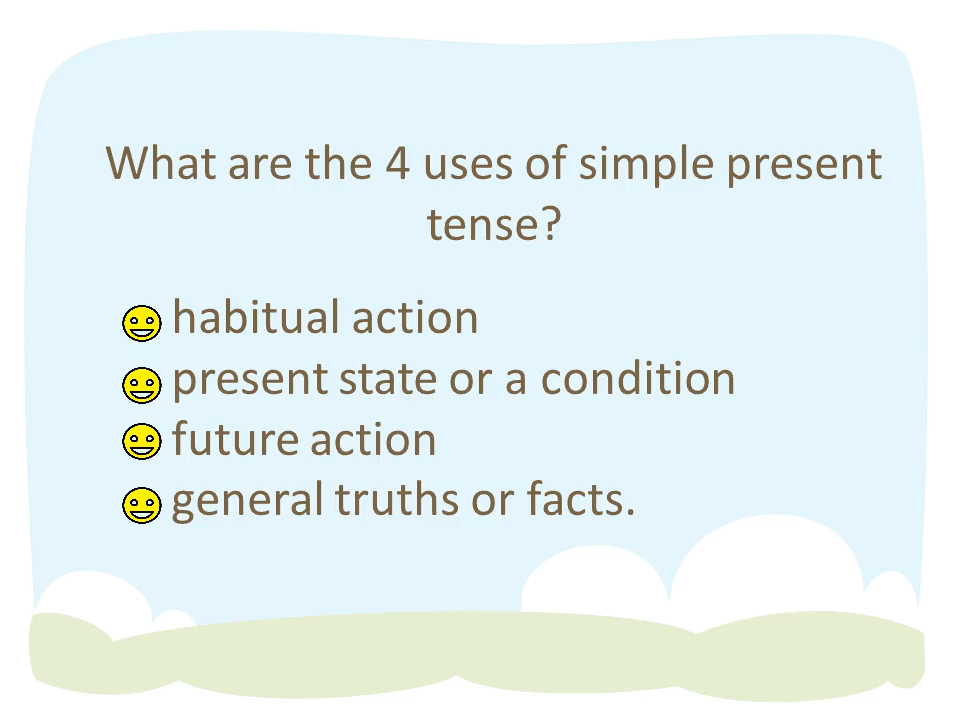 What are the 4 uses of simple present
tense?
habitual action
present state or a condition
future action
general truths or facts.